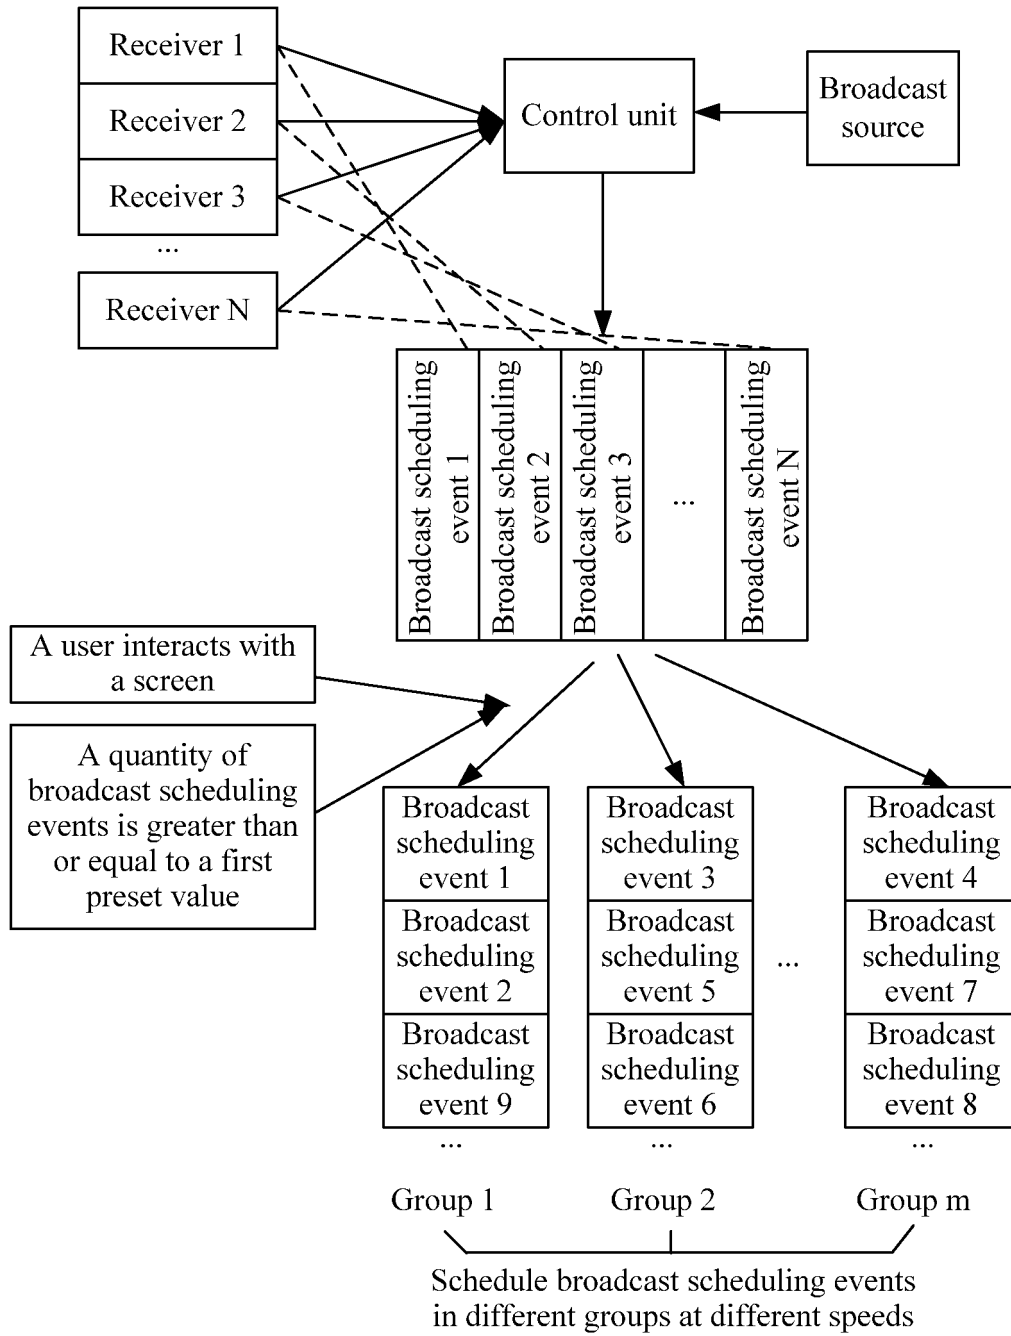 Receiver 1
Receiver 2
Receiver 3
...
Receiver N
Control unit
Broadcast
source
Broadcast scheduling
event 1
Broadcast scheduling
event 2
Broadcast scheduling
event 3
...
Broadcast scheduling
event N
A user interacts with
a screen
A quantity of
broadcast scheduling
events is greater than
or equal to a first
preset value
Broadcast
scheduling
event 1
Broadcast
scheduling
event 2
Broadcast
scheduling
event 9
...
Group 1
Broadcast
scheduling
event 3
Broadcast
scheduling
event 5
Broadcast
scheduling
event 6
...
Group 2
...
Broadcast
scheduling
event 4
Broadcast
scheduling
event 7
Broadcast
scheduling
event 8
...
Group m
Schedule broadcast scheduling events
in different groups at different speeds